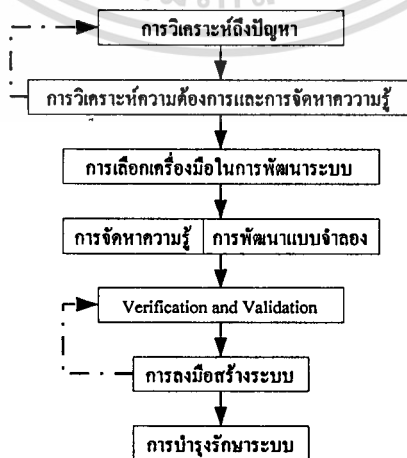 การวิเคราะห์ถึงปัญหา
การวิเคราะห์ความต้องการและการจัดหาคววามรู้
การเลือกเครื่องมือในการพัฒนาระบบ
การจัดหาความรู้ การพัฒนาแบบจำลอง
Verification and Validation
การลงมือสร้างระบบ
การบำรุงรักษาระบบ